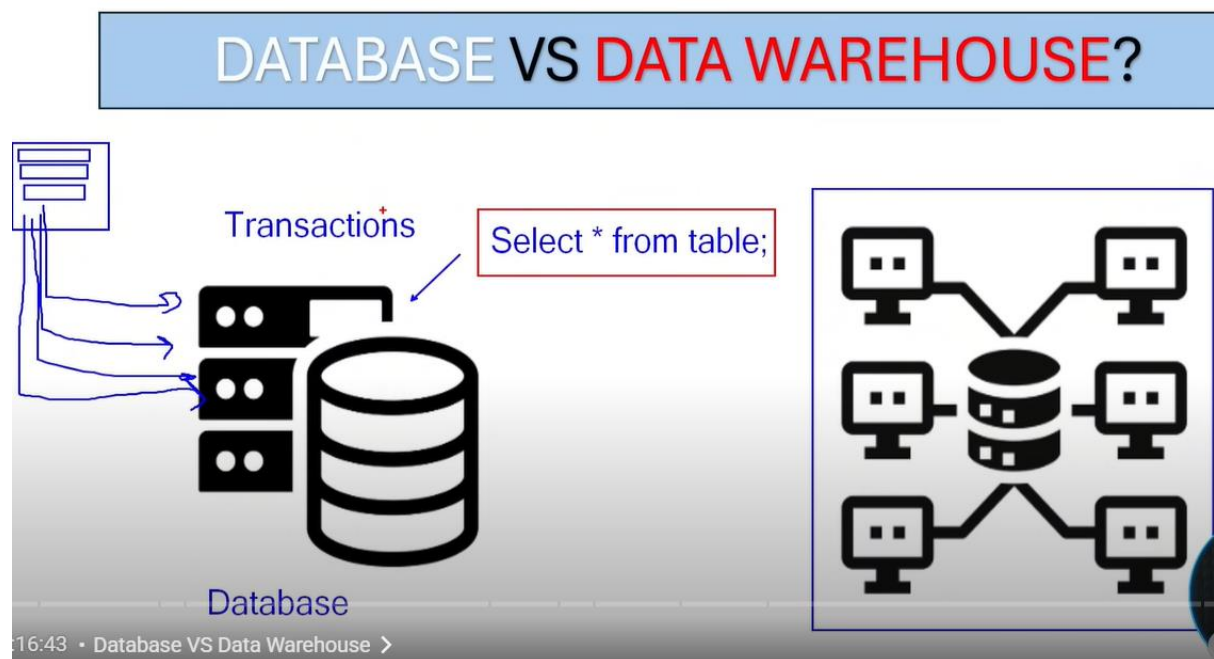 DATABASE VS DATA WAREHOUSE?
Transactions
Select * from table;
Database
:16:43 • Database VS Data Warehouse >